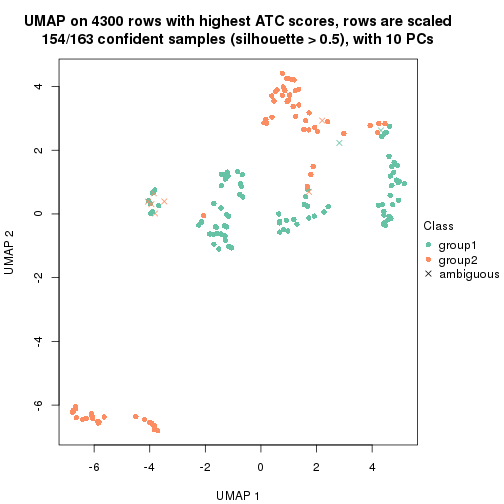 UMAP on 4300 rows with highest ATC scores, rows are scaled
154/163 confident samples (silhouette > 0.5), with 10 PCs
4
2
0
-2
-4
-6
UMAP 2
-6
-4
-2
0
2
4
UMAP 1
Class
group1
group2
ambiguous